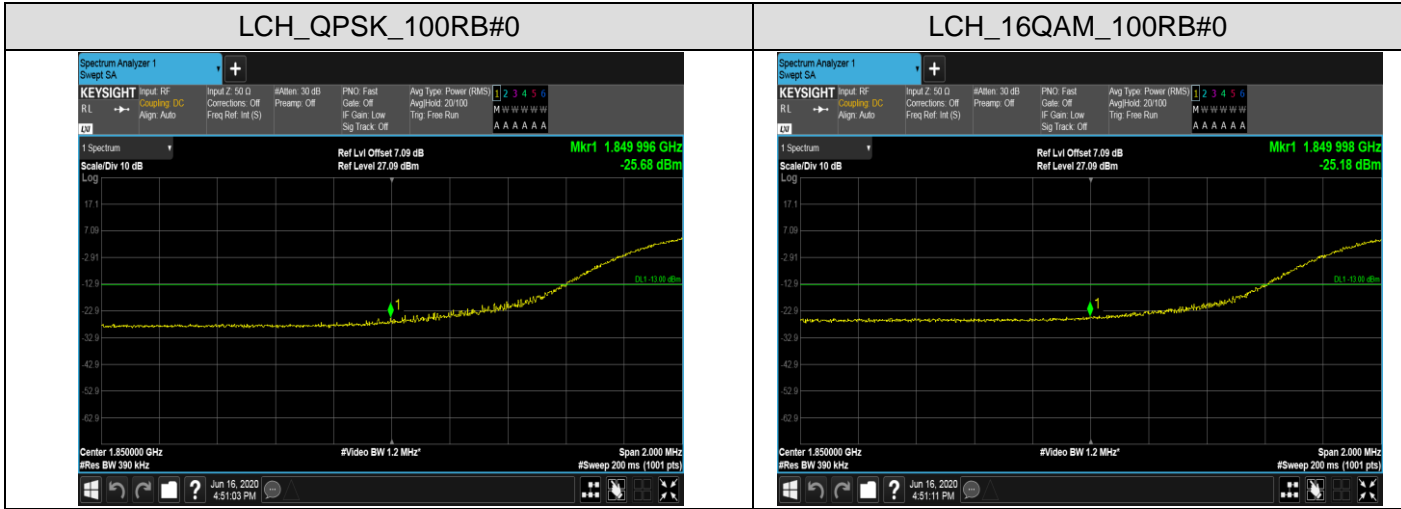 LCH_QPSK_100RB#0
Spectrum Analyzer 1
Swept SA
KEYSIGHT
RL
LXI
Input: RF
Coupling: DC
Align: Auto
Input Z: 50 Ω
Corrections: Off
Freq Ref: Int (S)
#Atten: 30 dB
Preamp: Off
PNO: Fast
Gate: Off
IF Gain: Low
Sig Track: Off
Avg Type: Power (RMS)
Avg|Hold: 20/100
Trig: Free Run
1 2 3 4 5 6
M W W W W W
A A A A A A
1 Spectrum
Scale/Div 10 dB
Log
Ref Lvl Offset 7.09 dB
Ref Level 27.09 dBm
Mkr1 1.849 996 GHz
-25.68 dBm
17.1
7.09
-2.91
-12.9
DL1 -13.00 dBm
1
-22.9
-32.9
-42.9
-52.9
-62.9
Center 1.850000 GHz
#Res BW 390 kHz
#Video BW 1.2 MHz*
Span 2.000 MHz
#Sweep 200 ms (1001 pts)
?
Jun 16, 2020
4:51:03 PM
LCH_16QAM_100RB#0
Spectrum Analyzer 1
Swept SA
KEYSIGHT
RL
LXI
Input: RF
Coupling: DC
Align: Auto
Input Z: 50 Ω
Corrections: Off
Freq Ref: Int (S)
#Atten: 30 dB
Preamp: Off
PNO: Fast
Gate: Off
IF Gain: Low
Sig Track: Off
Avg Type: Power (RMS)
Avg|Hold: 20/100
Trig: Free Run
1 2 3 4 5 6
M W W W W W
A A A A A A
1 Spectrum
Scale/Div 10 dB
Log
Ref Lvl Offset 7.09 dB
Ref Level 27.09 dBm
Mkr1 1.849 998 GHz
-25.18 dBm
17.1
7.09
-2.91
-12.9
DL1 -13.00 dBm
1
-22.9
-32.9
-42.9
-52.9
-62.9
Center 1.850000 GHz
#Res BW 390 kHz
#Video BW 1.2 MHz*
Span 2.000 MHz
#Sweep 200 ms (1001 pts)
?
Jun 16, 2020
4:51:11 PM